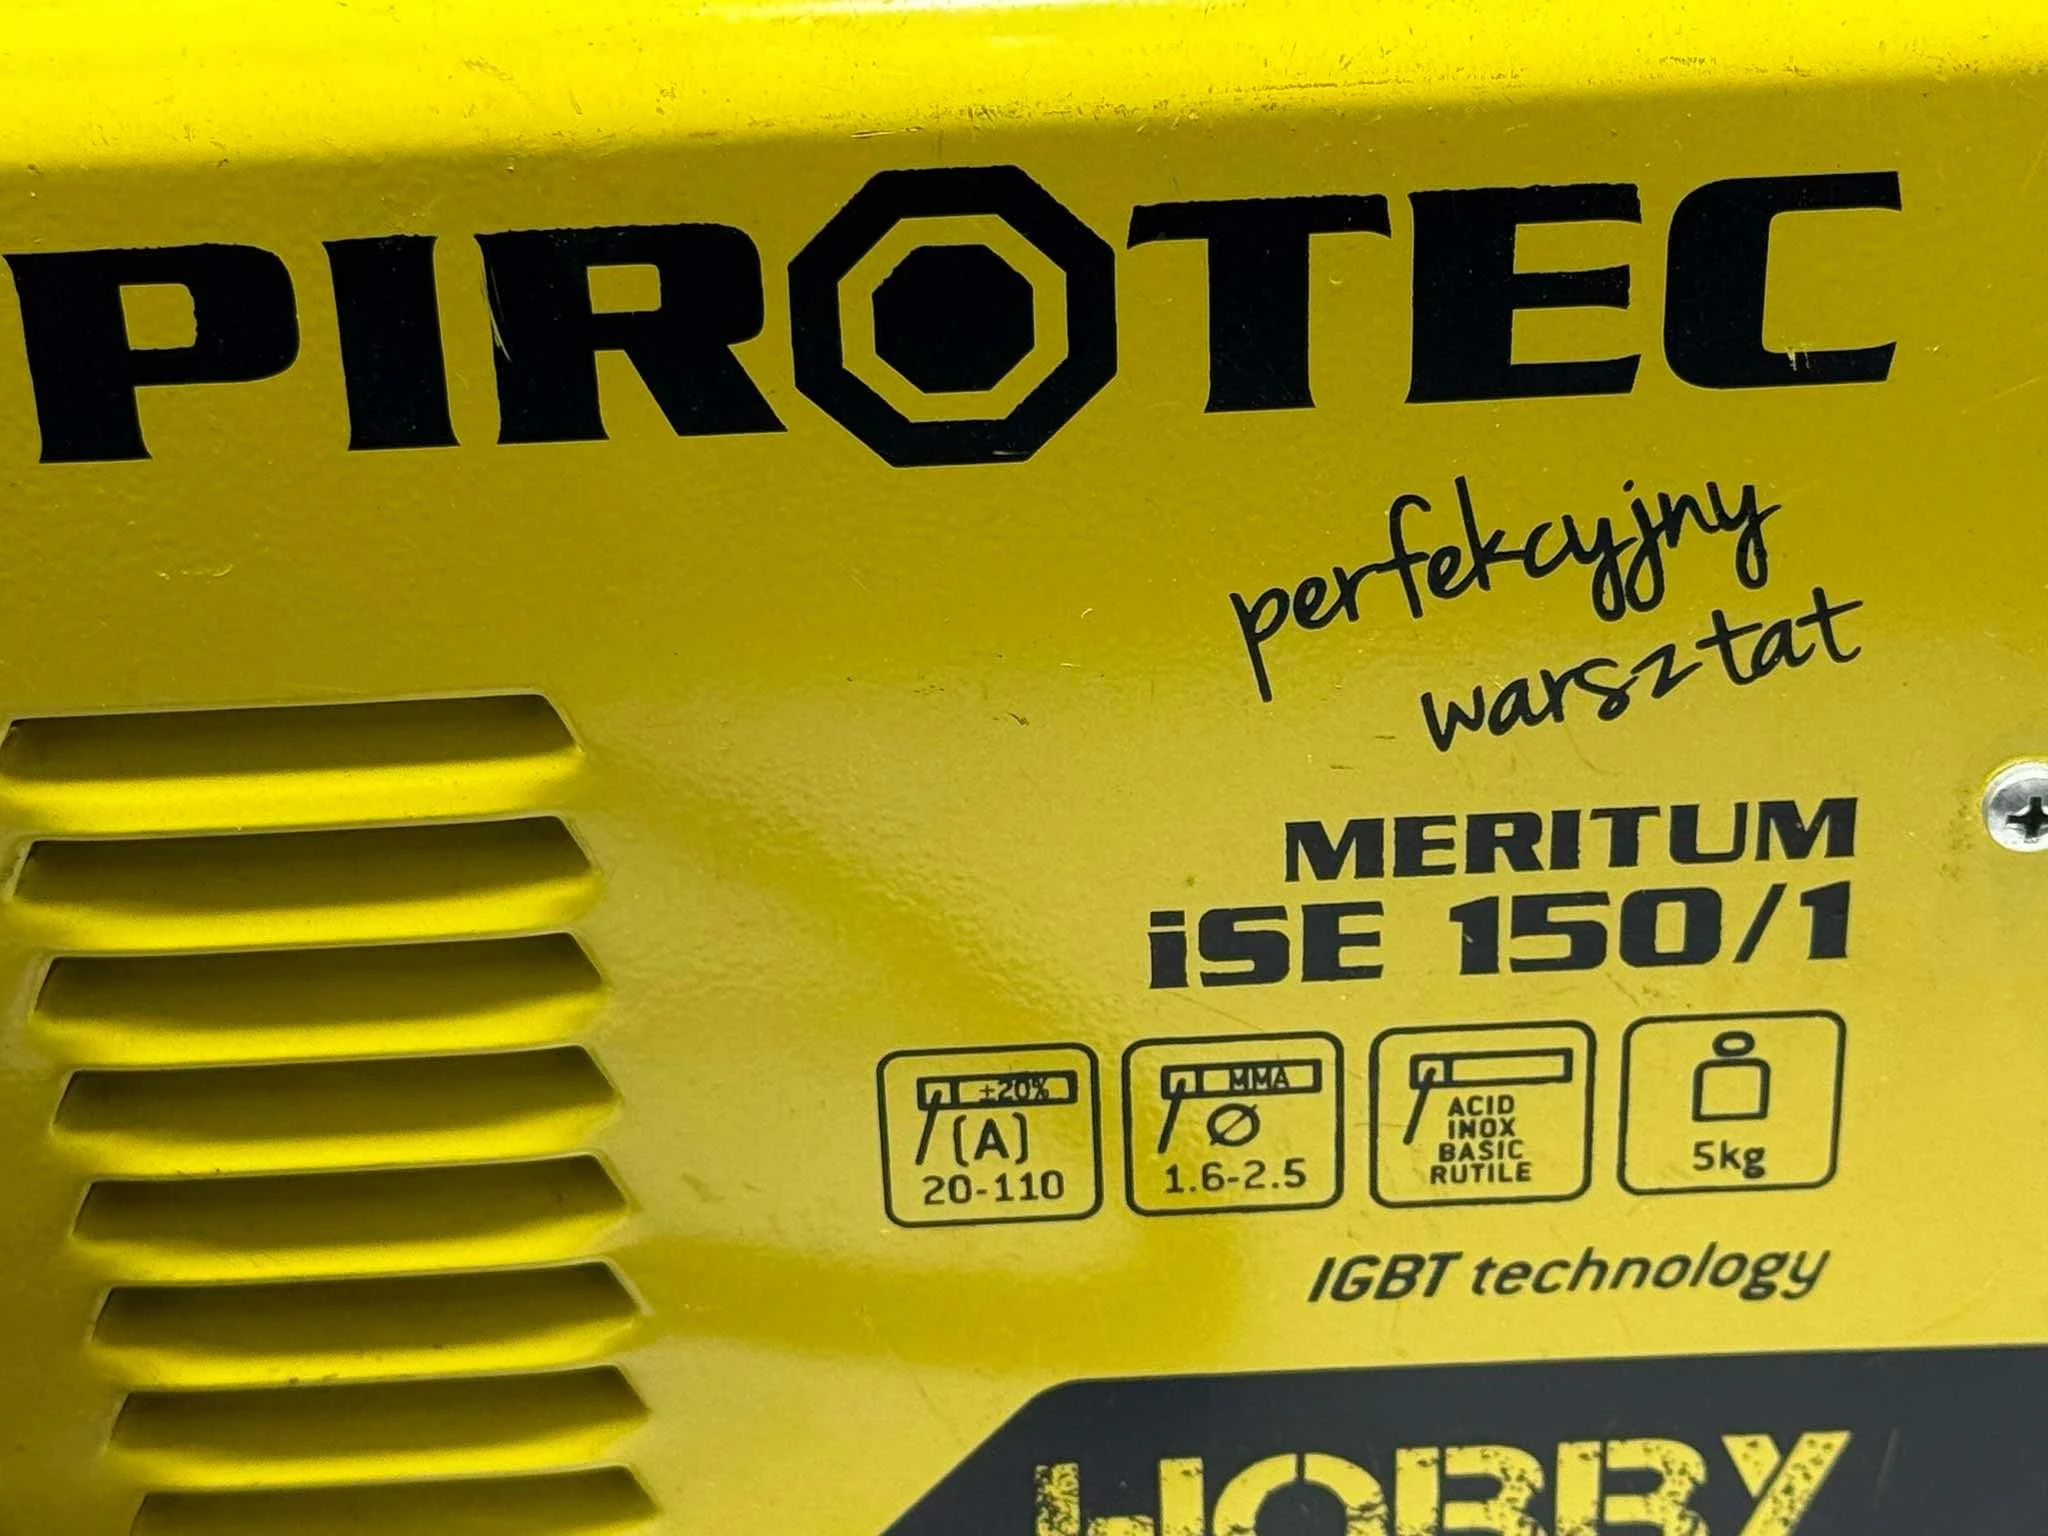 PIROTEC
perfekcyjny
warsztat
MERITUM
iSE 150/1
±20%
(A)
20-110
MMA
Ø
1.6-2.5
ACID
INOX
BASIC
RUTILE
5kg
IGBT technology
HOBBY